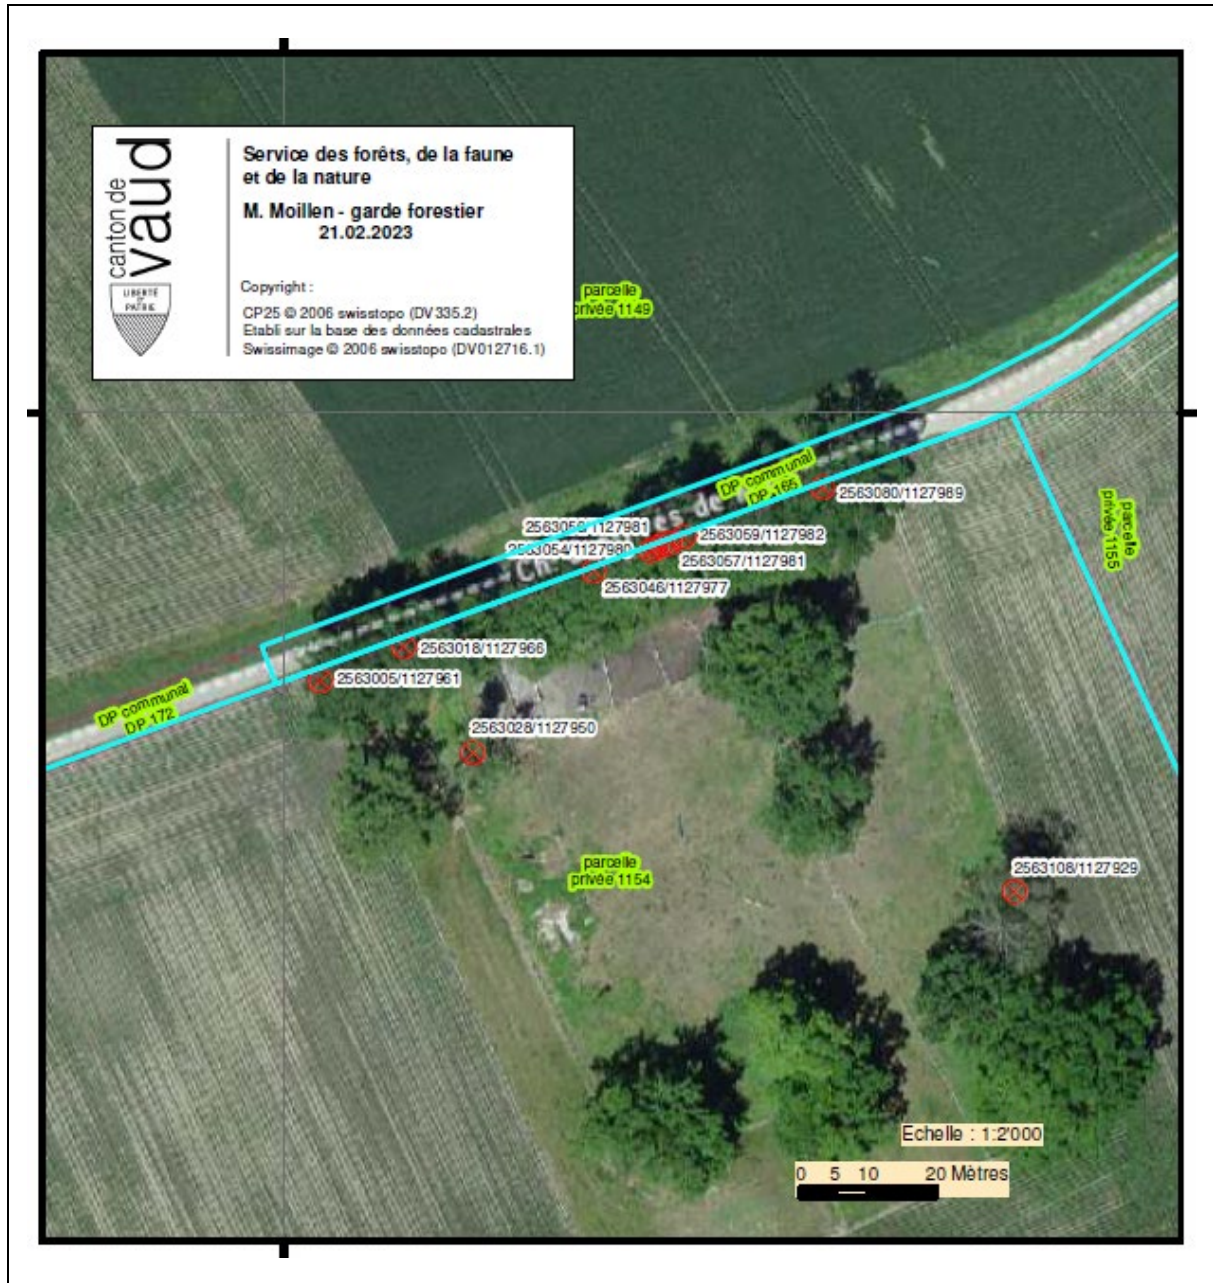 canton de
vaud
LIBERTÉ
ET
PATRIE
Service des forêts, de la faune
et de la nature
M. Moillen - garde forestier
21.02.2023
Copyright :
CP25 © 2006 swisstopo (DV335.2)
Etabli sur la base des données cadastrales
Swissimage © 2006 swisstopo (DV012716.1)
parcelle
privée 1149
DP communal
DP 165
2563080/1127989
parcelle
privée 1155
2563056/1127981
2563059/1127982
2563054/1127980
2563057/1127981
2563046/1127977
2563018/1127966
2563005/1127961
DP communal
DP 172
2563028/1127950
parcelle
privée 1154
2563108/1127929
Echelle : 1:2'000
0 5 10 20 Mètres